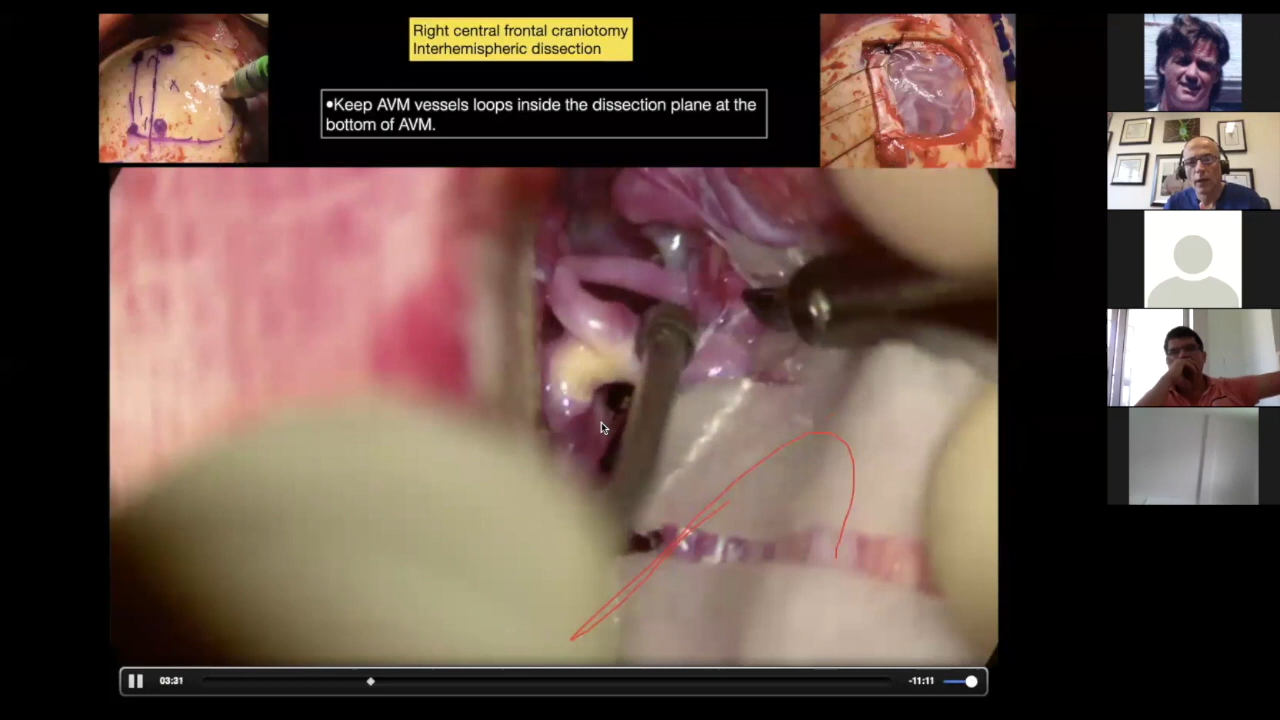 Right central frontal craniotomy
Interhemispheric dissection
•Keep AVM vessels loops inside the dissection plane at the
bottom of AVM.
03:31
-11:11